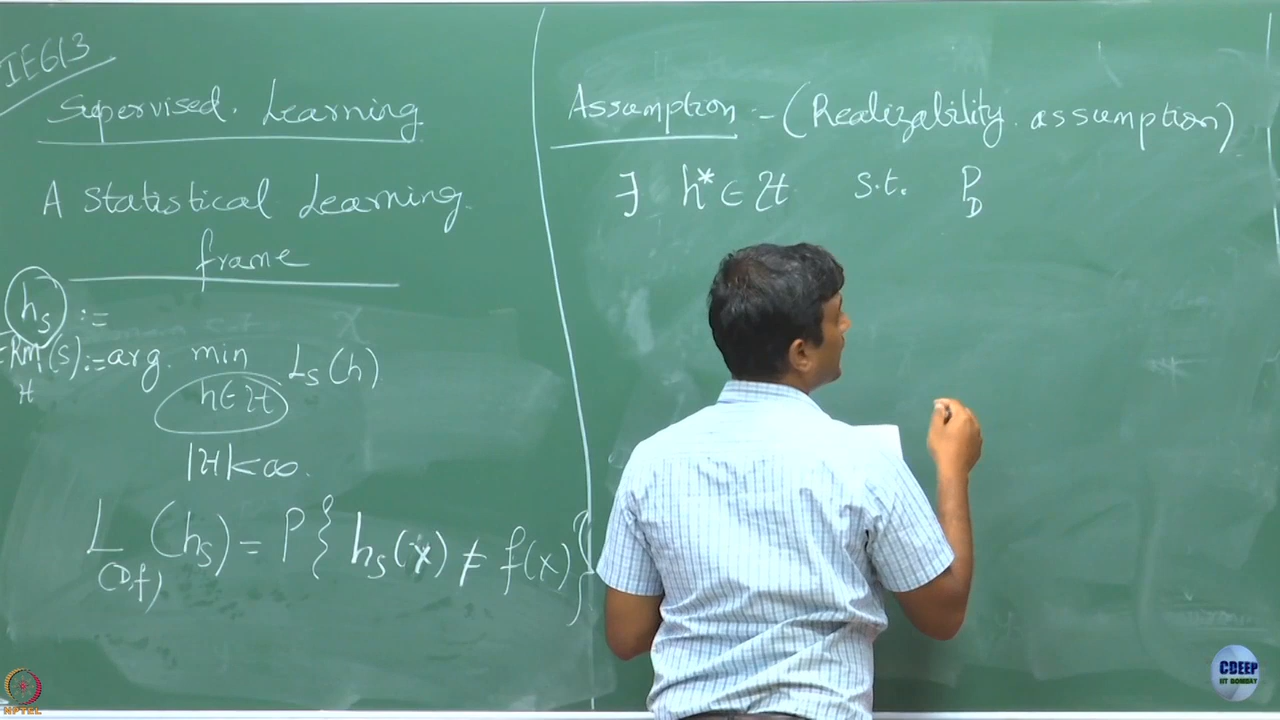 IE613
Supervised. Learning
A Statistical Learning
frame
h_s :=
ERM_H(s) := arg. min L_s(h)
h∈H
|H|<∞.
L_(D,f)(h_s) = P{ h_s(x) ≠ f(x) }
Assumption - (Realizability assumption)
∃ h* ∈ H s.t. P_D
NPTEL
CDEEP
IIT BOMBAY